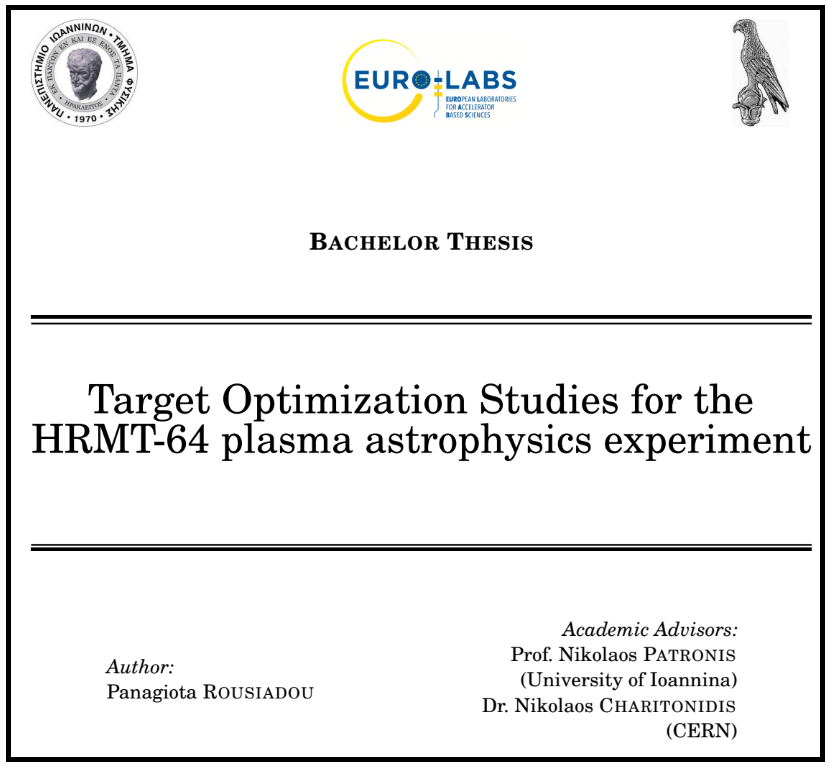 ΠΑΝΕΠΙΣΤΗΜΙΟ ΙΩΑΝΝΙΝΩΝ • ΤΜΗΜΑ ΦΥΣΙΚΗΣ
ΕΚ ΠΑΝΤΩΝ ΕΝ ΚΑΙ ΕΞ ΕΝΟΣ ΤΑ ΠΑΝΤΑ
ΗΡΑΚΛΕΙΤΟΣ
• 1970 •
EURO-LABS
EUROPEAN LABORATORIES
FOR ACCELERATOR
BASED SCIENCES
BACHELOR THESIS
Target Optimization Studies for the
HRMT-64 plasma astrophysics experiment
Author:
Panagiota ROUSIADOU
Academic Advisors:
Prof. Nikolaos PATRONIS
(University of Ioannina)
Dr. Nikolaos CHARITONIDIS
(CERN)